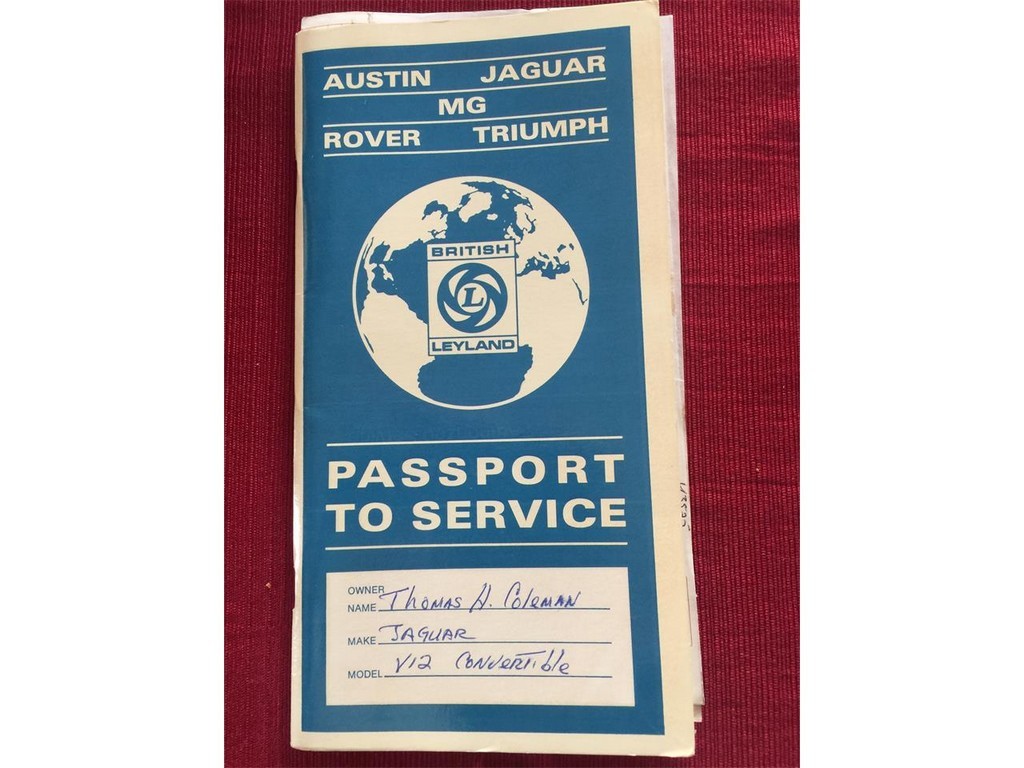 AUSTIN JAGUAR
MG
ROVER TRIUMPH
BRITISH
L
LEYLAND
PASSPORT
TO SERVICE
OWNER
NAME Thomas H. Coleman
MAKE JAGUAR
MODEL V12 Convertible